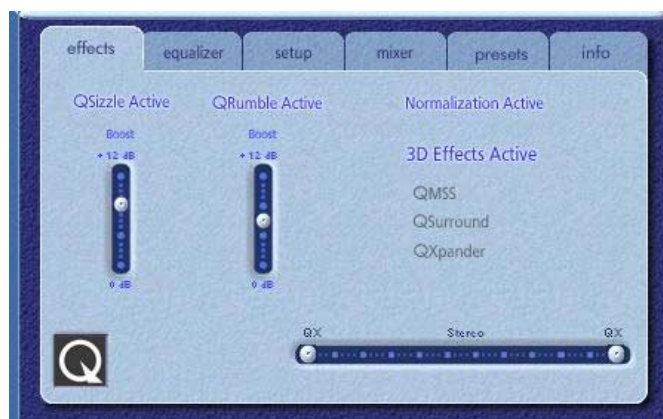 effects equalizer setup mixer presets info
QSizzle Active QRumble Active Normalization Active
Boost Boost
+ 12 dB + 12 dB
3D Effects Active
QMSS
QSurround
QXpander
0 dB 0 dB
QX Stereo QX
Q